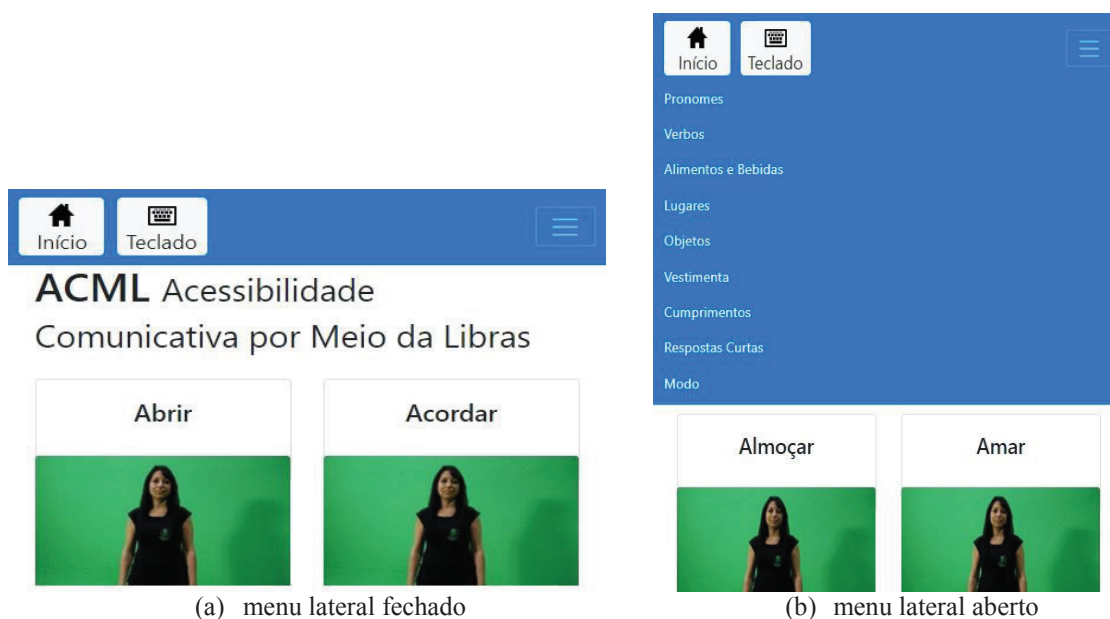 Início Teclado
ACML Acessibilidade
Comunicativa por Meio da Libras
Abrir Acordar
(a) menu lateral fechado
Início Teclado
Pronomes
Verbos
Alimentos e Bebidas
Lugares
Objetos
Vestimenta
Cumprimentos
Respostas Curtas
Modo
Almoçar Amar
(b) menu lateral aberto